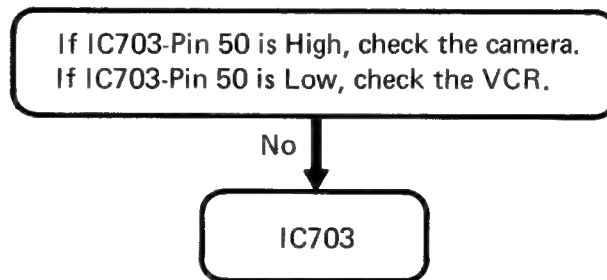 If IC703-Pin 50 is High, check the camera.
If IC703-Pin 50 is Low, check the VCR.
No
IC703